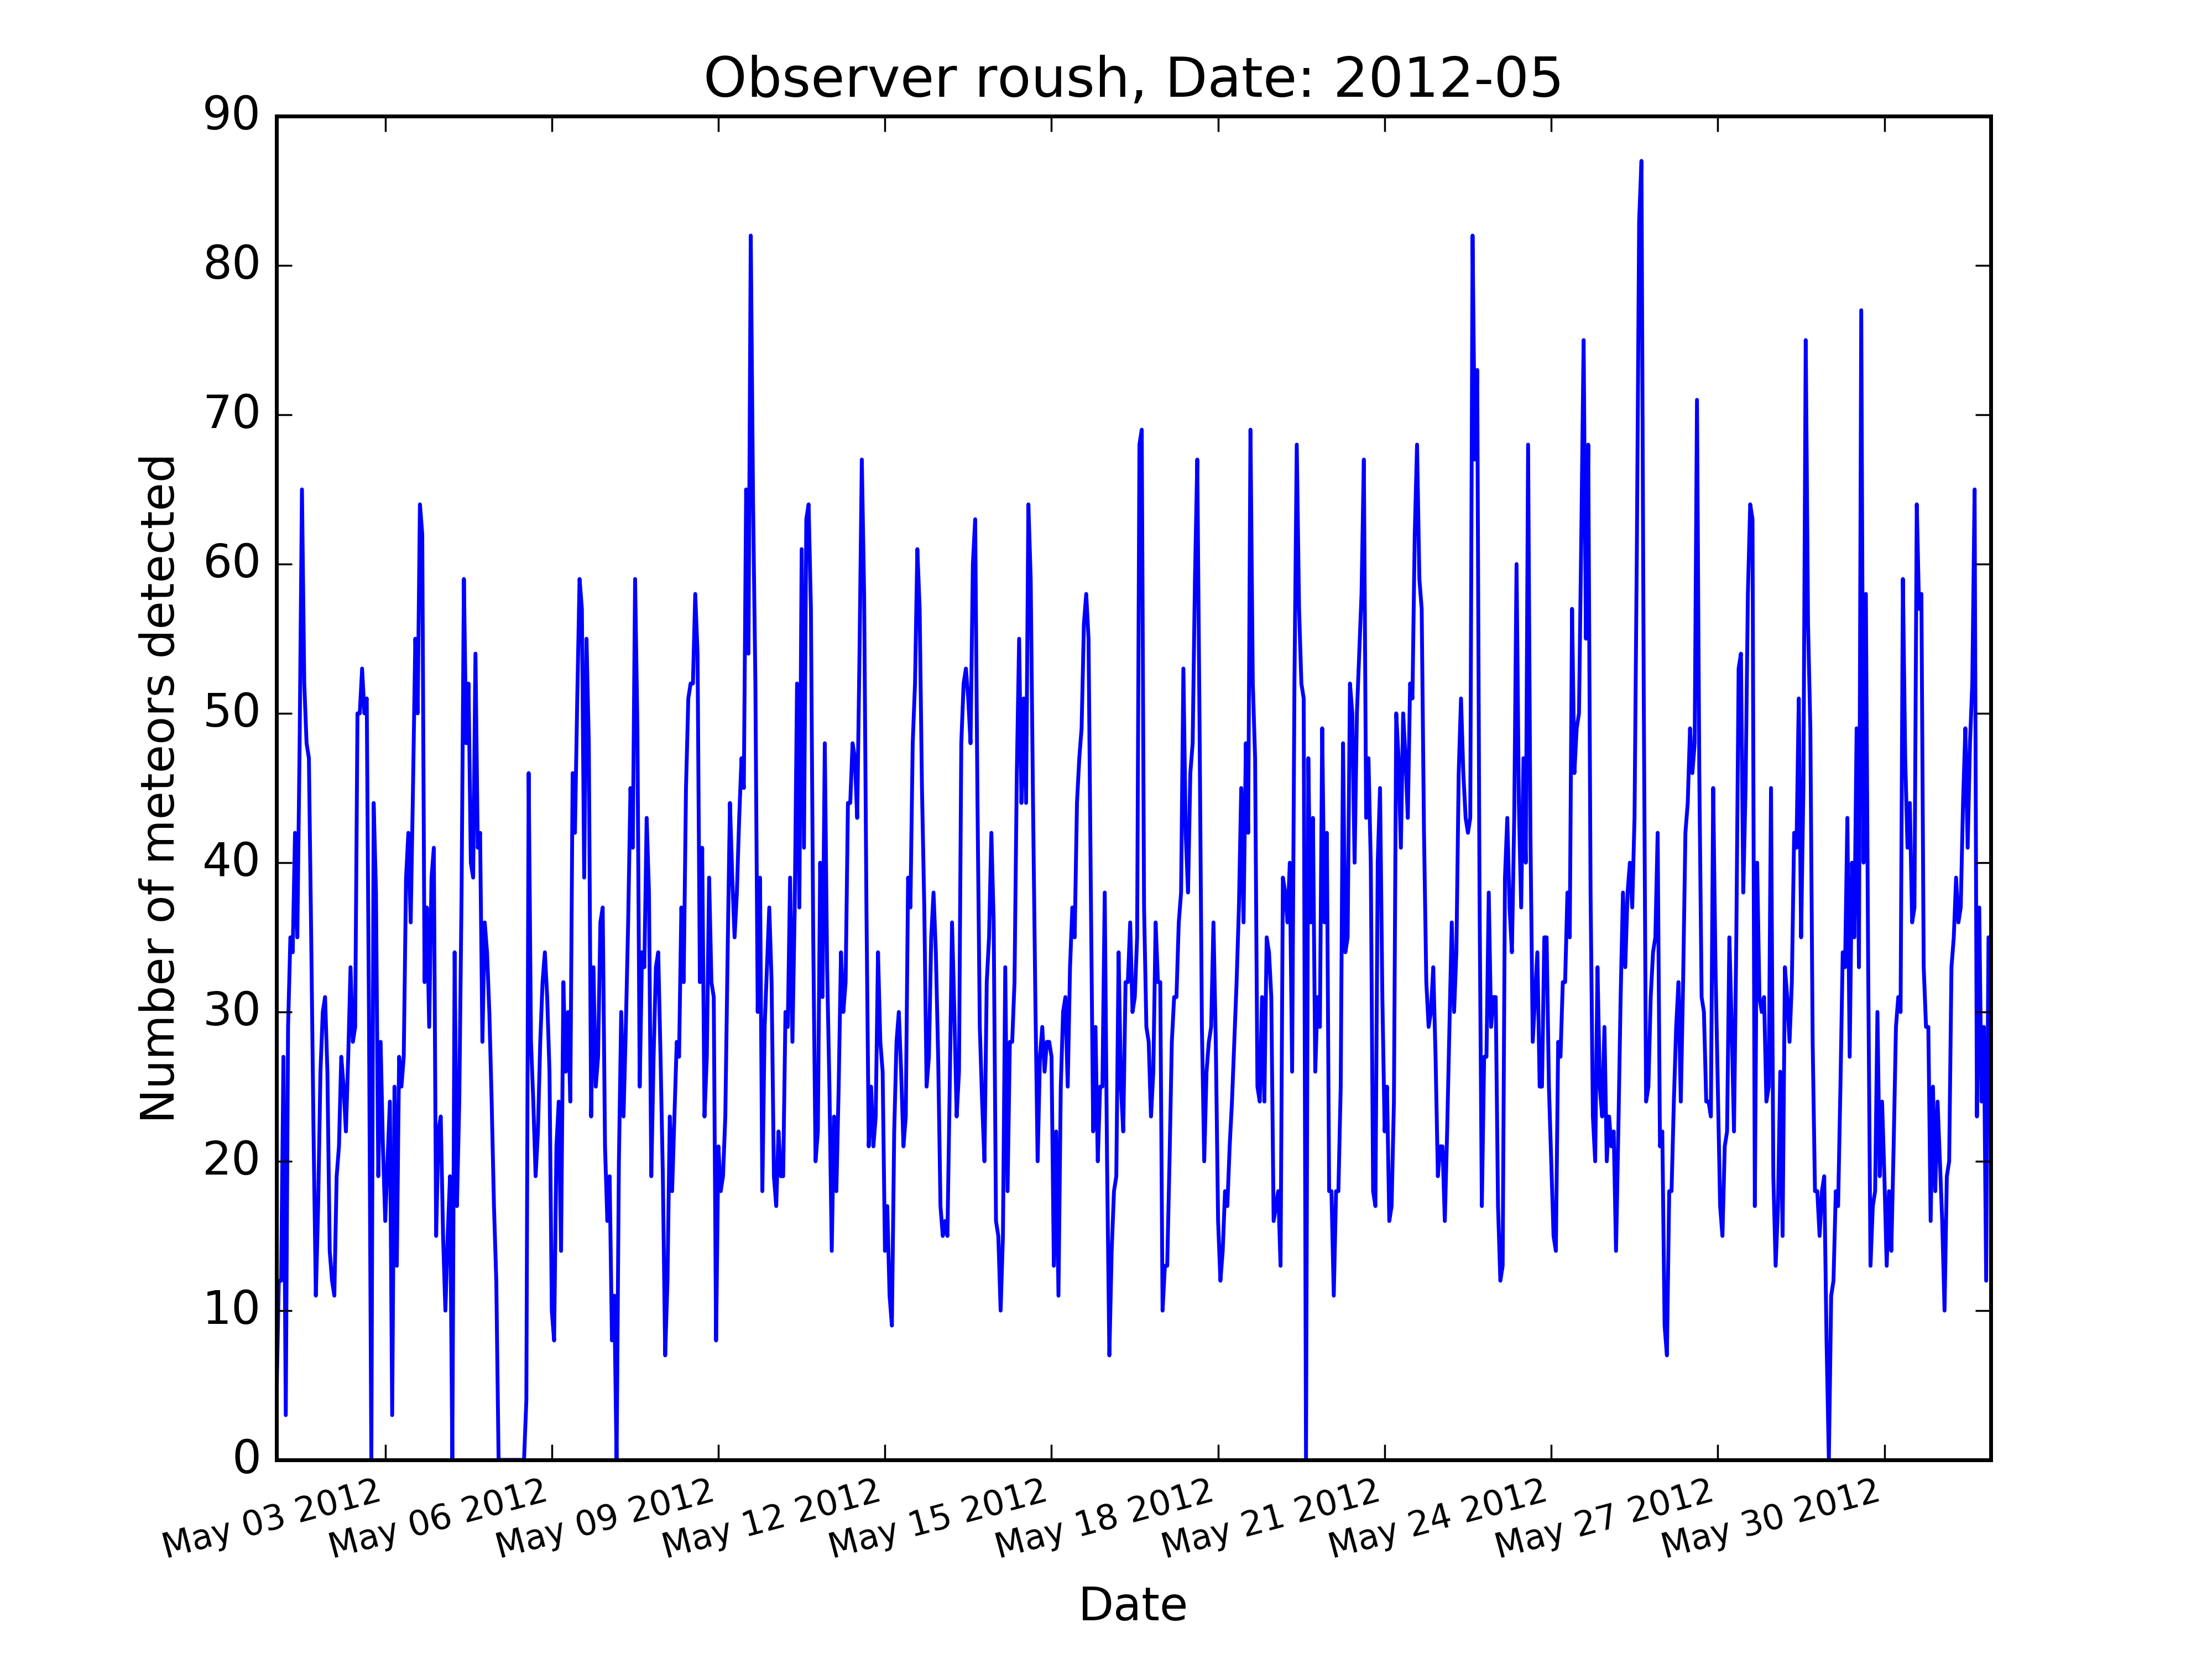 Observer roush, Date: 2012-05
90
80
70
60
50
40
30
20
10
0
Number of meteors detected
May 03 2012
May 06 2012
May 09 2012
May 12 2012
May 15 2012
May 18 2012
May 21 2012
May 24 2012
May 27 2012
May 30 2012
Date